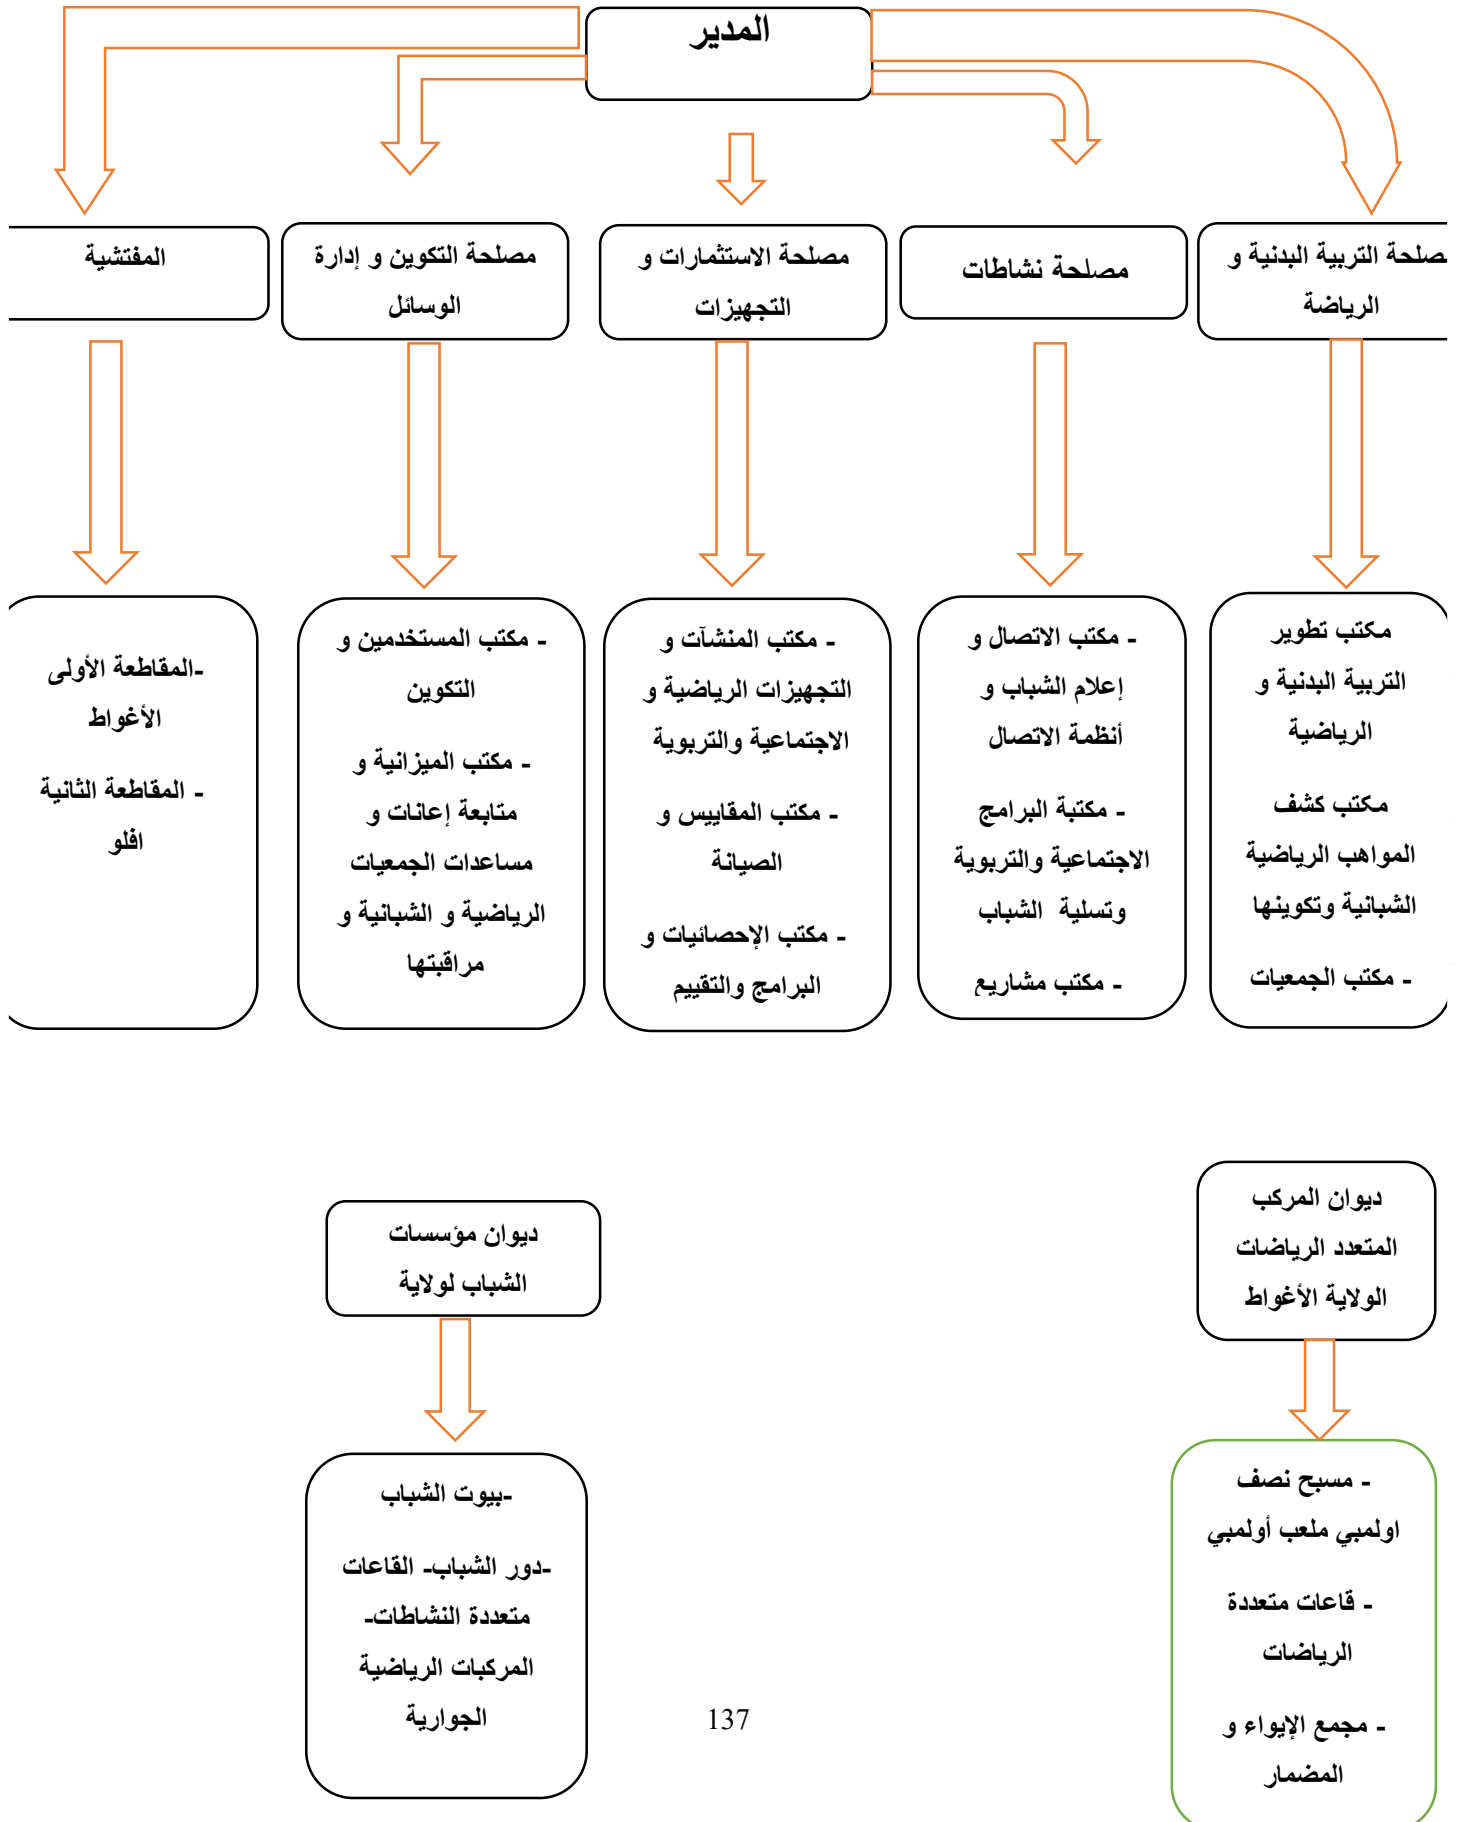 المدير
مصلحة التربية البدنية و
الرياضة
مصلحة نشاطات
مصلحة الاستثمارات و
التجهيزات
مصلحة التكوين و إدارة
الوسائل
المفتشية
مكتب تطوير
التربية البدنية و
الرياضية
مكتب كشف
المواهب الرياضية
الشبانية وتكوينها
- مكتب الجمعيات
- مكتب الاتصال و
إعلام الشباب و
أنظمة الاتصال
- مكتبة البرامج
الاجتماعية والتربوية
وتسلية الشباب
- مكتب مشاريع
- مكتب المنشآت و
التجهيزات الرياضية و
الاجتماعية والتربوية
- مكتب المقاييس و
الصيانة
- مكتب الإحصائيات و
البرامج والتقييم
- مكتب المستخدمين و
التكوين
- مكتب الميزانية و
متابعة إعانات و
مساعدات الجمعيات
الرياضية و الشبانية و
مراقبتها
-المقاطعة الأولى
الأغواط
- المقاطعة الثانية
افلو
ديوان المركب
المتعدد الرياضات
الولاية الأغواط
ديوان مؤسسات
الشباب لولاية
- مسبح نصف
اولمبي ملعب أولمبي
- قاعات متعددة
الرياضات
- مجمع الإيواء و
المضمار
-بيوت الشباب
-دور الشباب- القاعات
متعددة النشاطات-
المركبات الرياضية
الجوارية
137